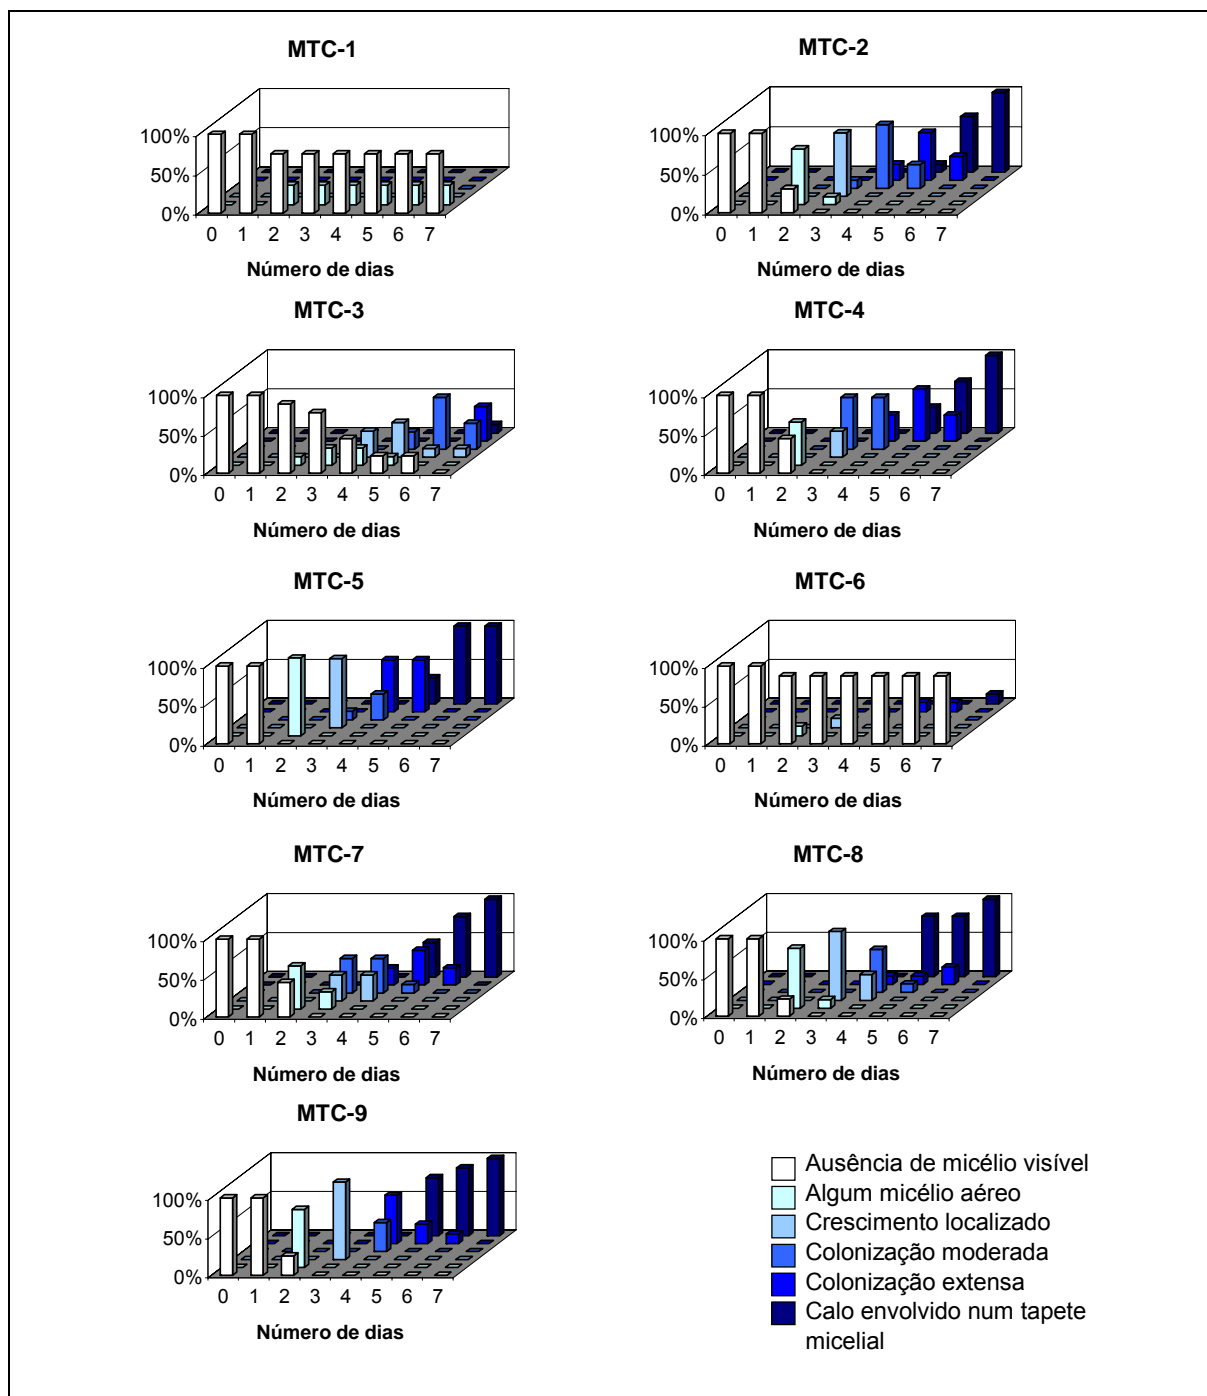 MTC-1
100%
50%
0%
0 1 2 3 4 5 6 7
Número de dias
MTC-2
100%
50%
0%
0 1 2 3 4 5 6 7
Número de dias
MTC-3
100%
50%
0%
0 1 2 3 4 5 6 7
Número de dias
MTC-4
100%
50%
0%
0 1 2 3 4 5 6 7
Número de dias
MTC-5
100%
50%
0%
0 1 2 3 4 5 6 7
Número de dias
MTC-6
100%
50%
0%
0 1 2 3 4 5 6 7
Número de dias
MTC-7
100%
50%
0%
0 1 2 3 4 5 6 7
Número de dias
MTC-8
100%
50%
0%
0 1 2 3 4 5 6 7
Número de dias
MTC-9
100%
50%
0%
0 1 2 3 4 5 6 7
Número de dias
Ausência de micélio visível
Algum micélio aéreo
Crescimento localizado
Colonização moderada
Colonização extensa
Calo envolvido num tapete
micelial